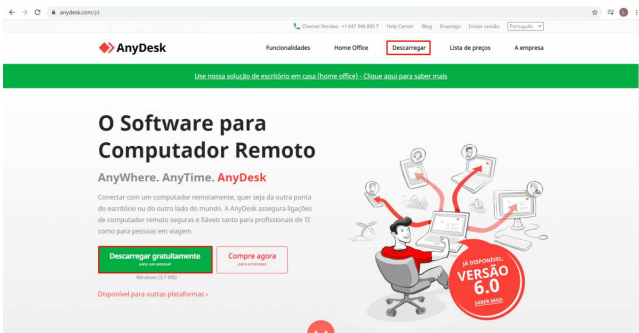 anydesk.com/pt
Chamar Vendas: +1 647 946 893 7 Help Center Blog Emprego Iniciar sessão Português
AnyDesk
Funcionalidades Home Office Descarregar Lista de preços A empresa
Use nossa solução de escritório em casa (home office) - Clique aqui para saber mais
O Software para
Computador Remoto
AnyWhere. AnyTime. AnyDesk
Conectar com um computador remotamente, quer seja da outra ponta
do escritório ou do outro lado do mundo. A AnyDesk assegura ligações
de computador remoto seguras e fiáveis tanto para profissionais de TI
como para pessoas em viagem
Descarregar gratuitamente
para uso pessoal
Compre agora
para empresas
Windows (3,7 MB)
Disponível para outras plataformas ›
JÁ DISPONÍVEL:
VERSÃO
6.0
SABER MAIS